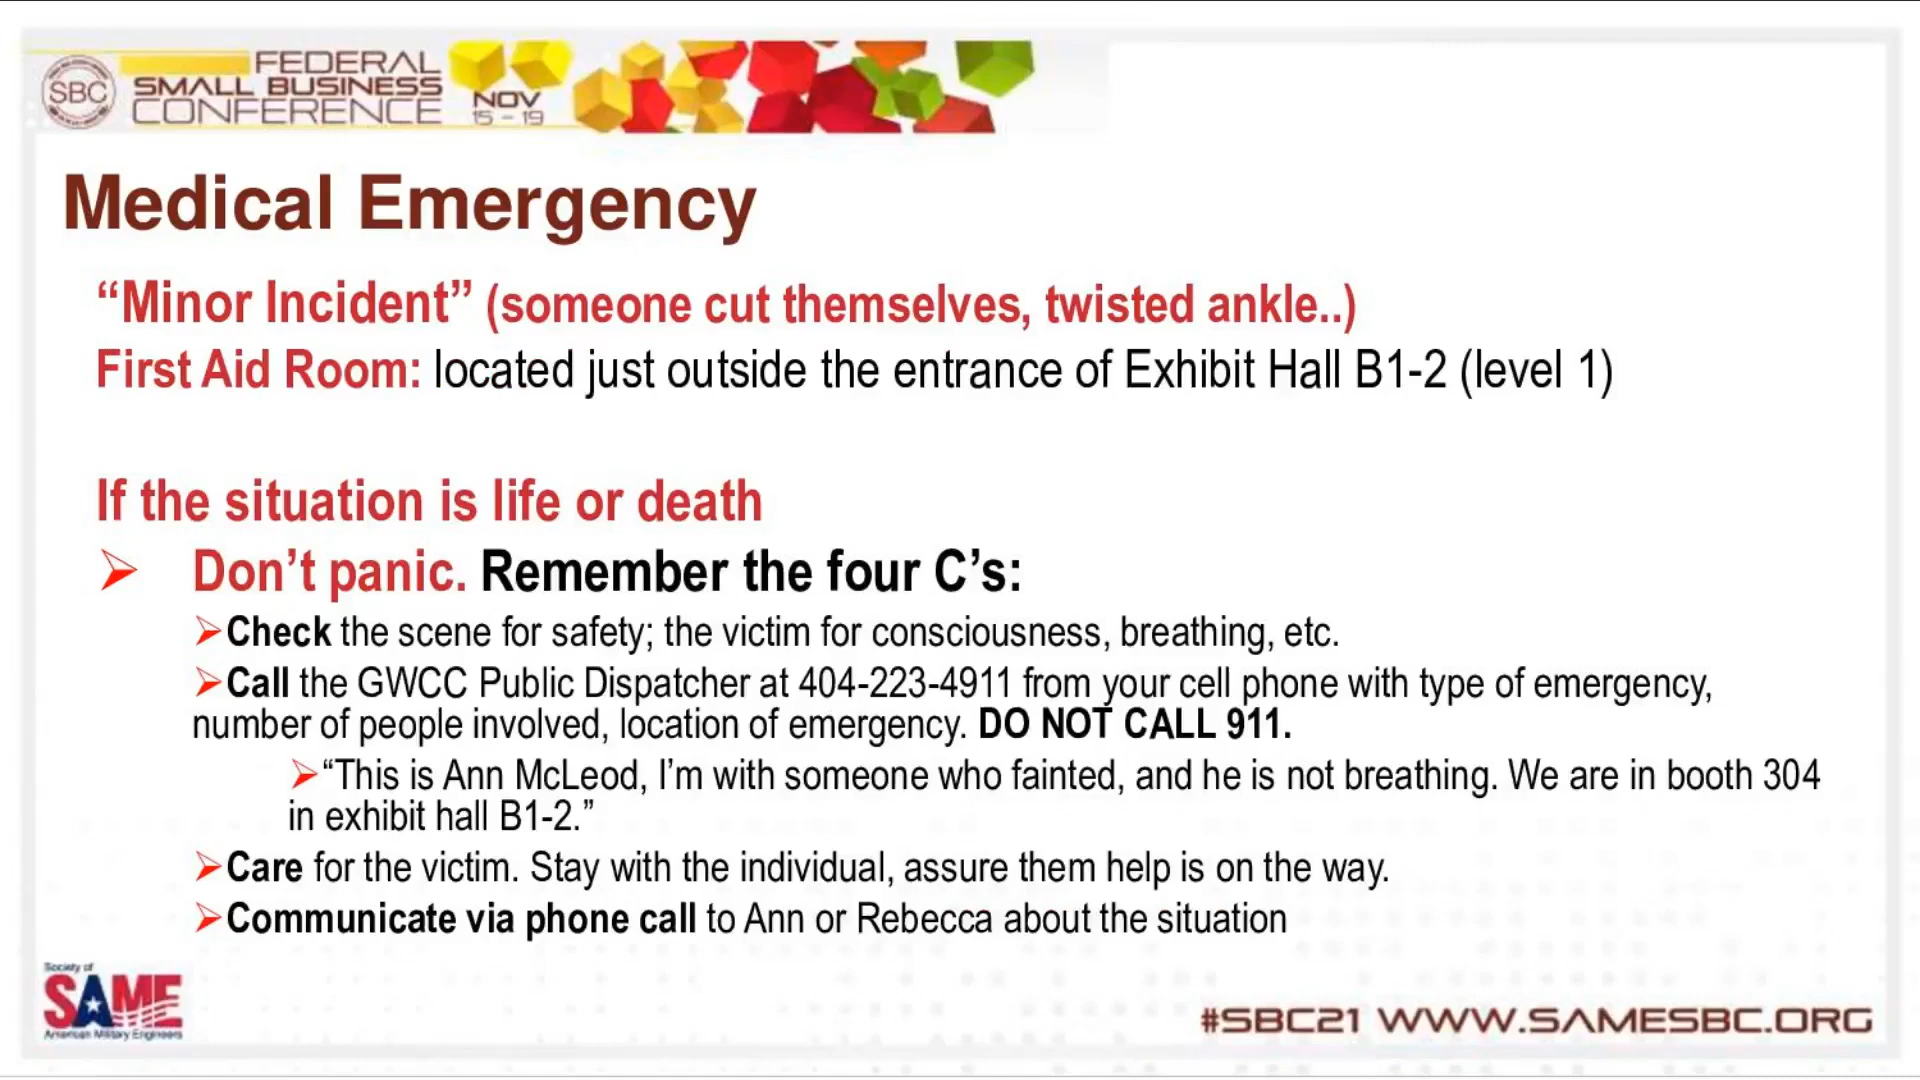 SBC
FEDERAL
SMALL BUSINESS
CONFERENCE
NOV
15 – 19
Medical Emergency
“Minor Incident” (someone cut themselves, twisted ankle..)
First Aid Room: located just outside the entrance of Exhibit Hall B1-2 (level 1)
If the situation is life or death
Don’t panic. Remember the four C’s:
Check the scene for safety; the victim for consciousness, breathing, etc.
Call the GWCC Public Dispatcher at 404-223-4911 from your cell phone with type of emergency,
number of people involved, location of emergency. DO NOT CALL 911.
“This is Ann McLeod, I’m with someone who fainted, and he is not breathing. We are in booth 304
in exhibit hall B1-2.”
Care for the victim. Stay with the individual, assure them help is on the way.
Communicate via phone call to Ann or Rebecca about the situation
Society of
SAME
American Military Engineers
#SBC21 WWW.SAMESBC.ORG